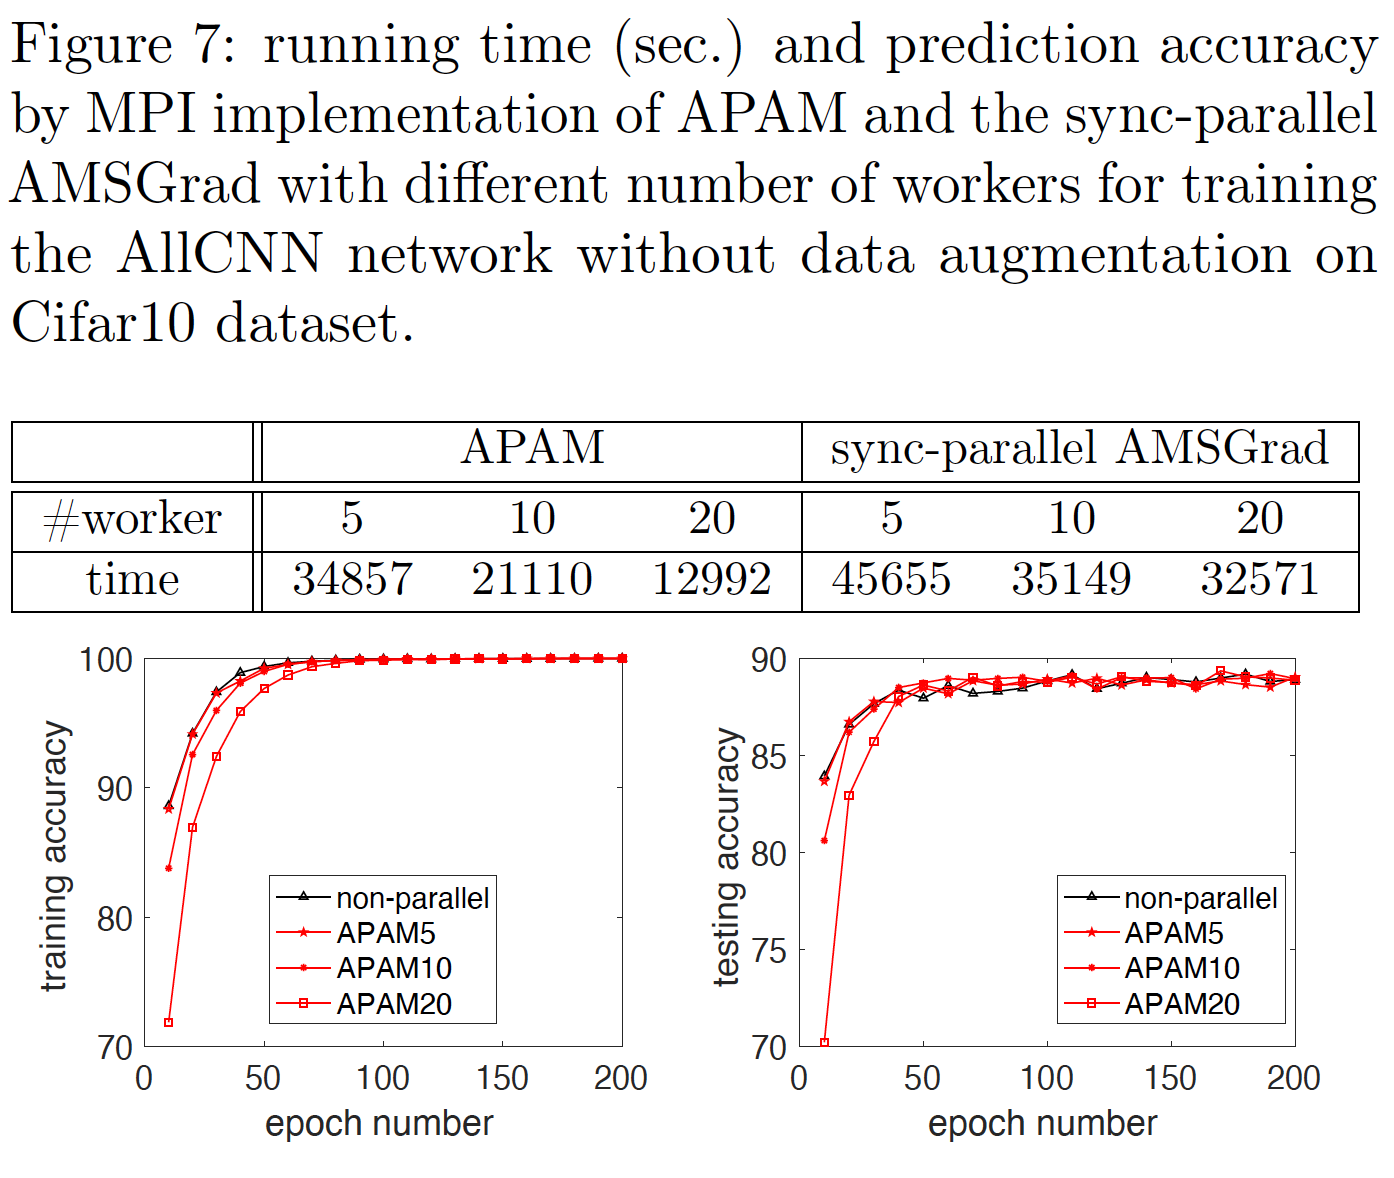 Figure 7: running time (sec.) and prediction accuracy
by MPI implementation of APAM and the sync-parallel
AMSGrad with different number of workers for training
the AllCNN network without data augmentation on
Cifar10 dataset.
APAM sync-parallel AMSGrad
#worker 5 10 20 5 10 20
time 34857 21110 12992 45655 35149 32571
100
90
80
70
training accuracy
non-parallel
APAM5
APAM10
APAM20
0 50 100 150 200
epoch number
90
85
80
75
70
testing accuracy
non-parallel
APAM5
APAM10
APAM20
0 50 100 150 200
epoch number